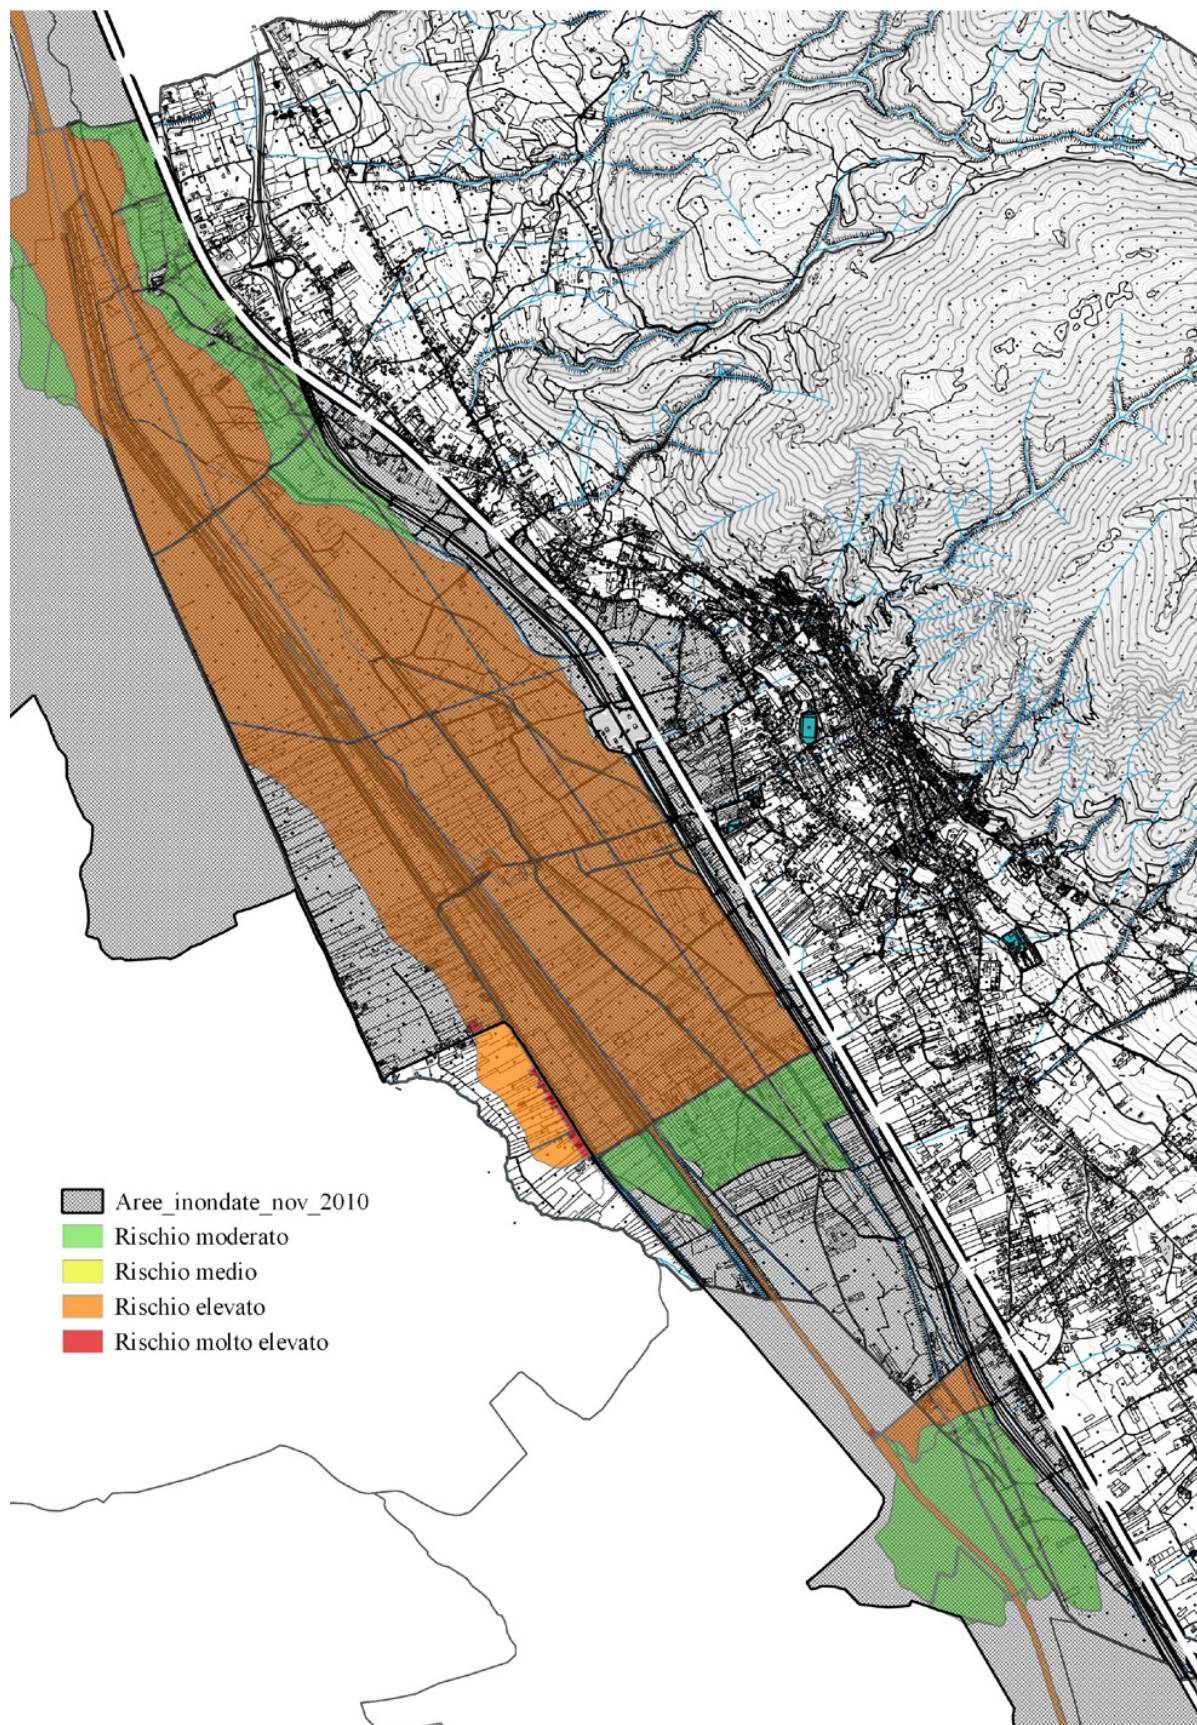 Aree_inondate_nov_2010
Rischio moderato
Rischio medio
Rischio elevato
Rischio molto elevato